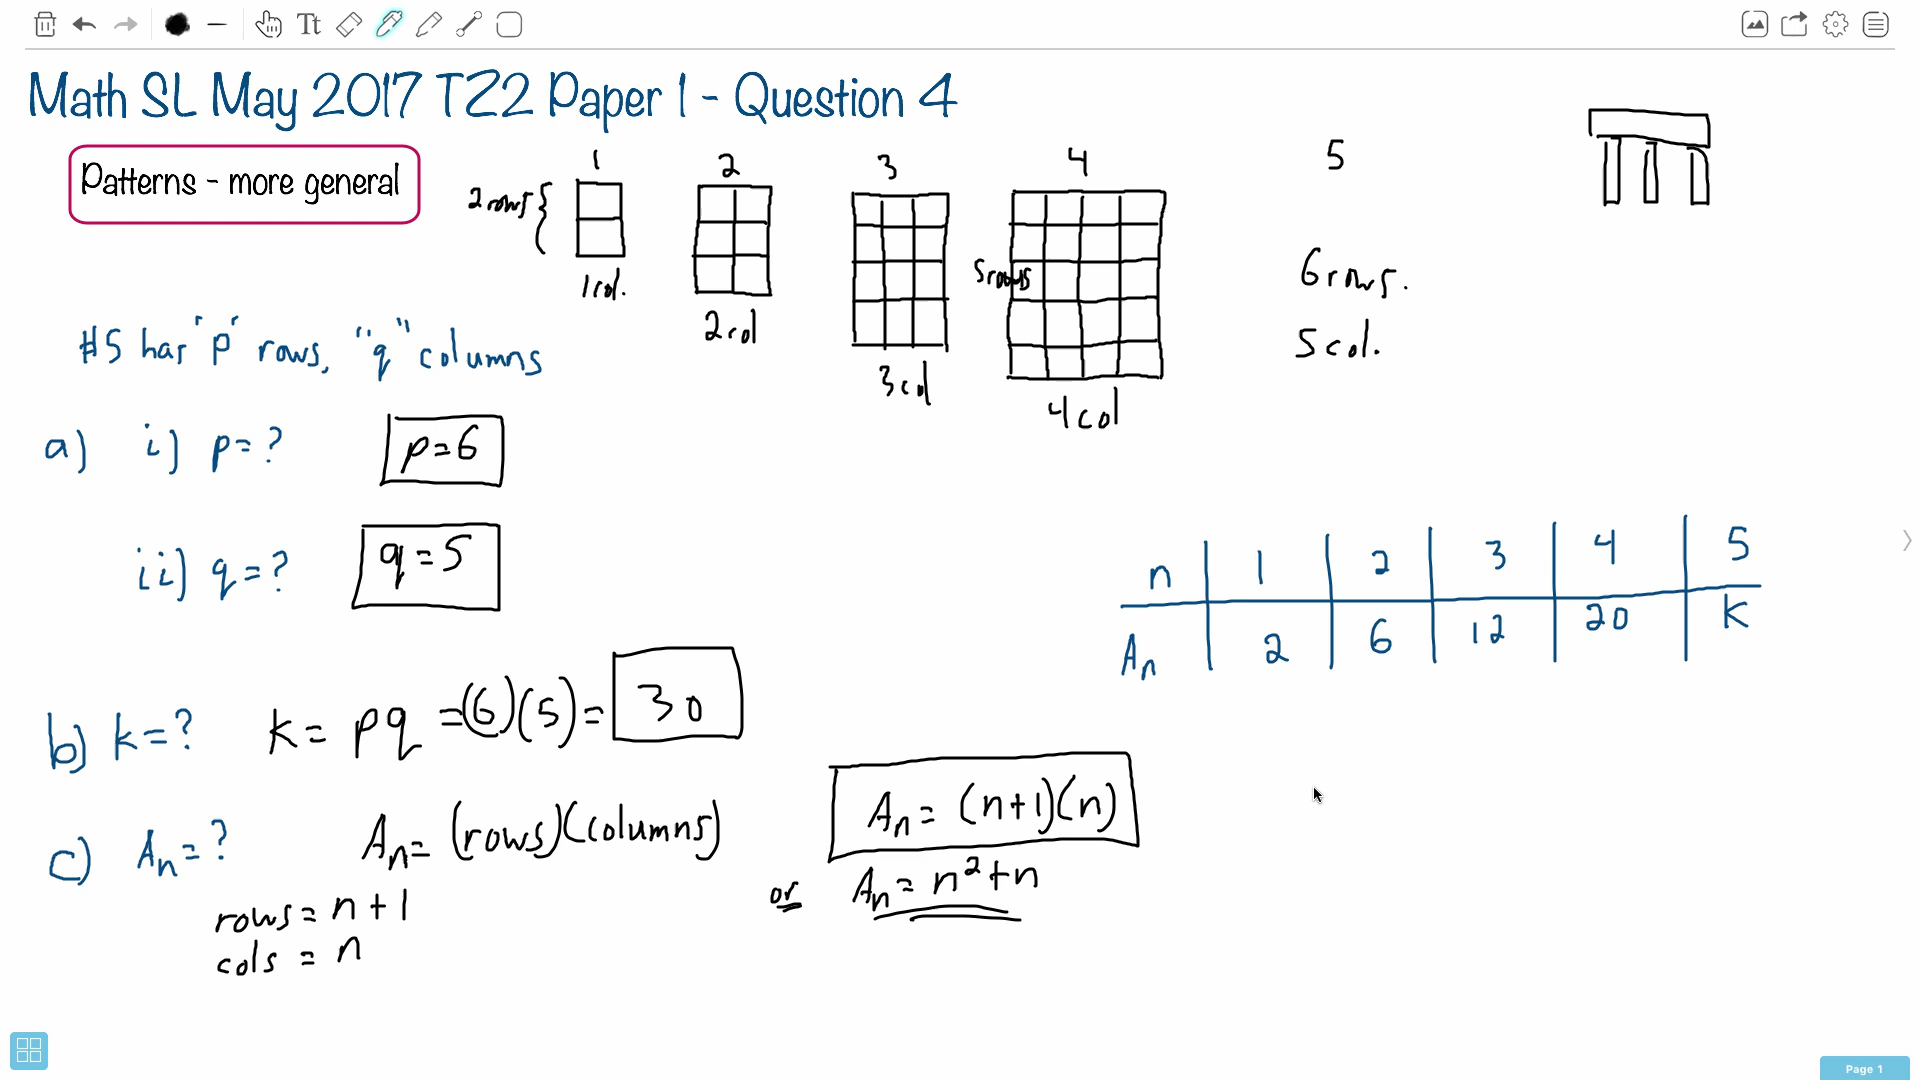 Tt
Math SL May 2017 TZ2 Paper 1 - Question 4
Patterns - more general
1 2 3 4 5
2 rows
1 col.
2 col
3 col
5 rows
4 col
6 rows.
5 col.
#5 has "p" rows, "q" columns
a) i) p=? p=6
ii) q=? q=5
n 1 2 3 4 5
An 2 6 12 20 K
b) k=? K= pq =(6)(5)= 30
c) An=? An= (rows)(columns) An= (n+1)(n)
or An= n²+n
rows= n+1
cols = n
Page 1